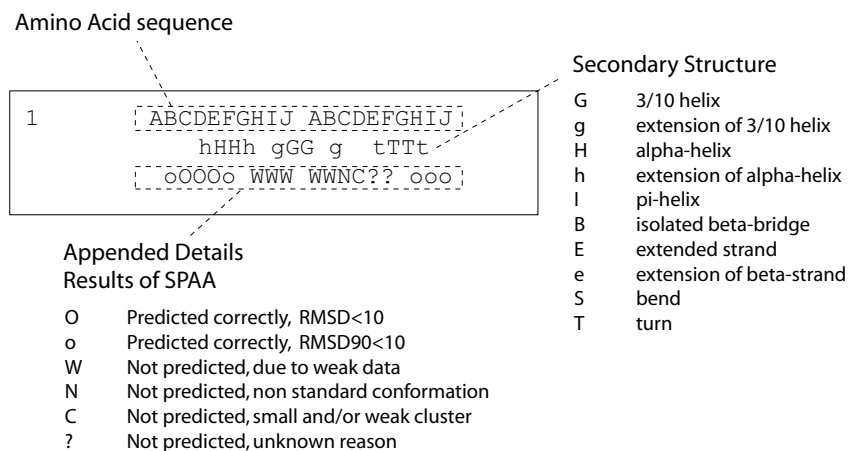 Amino Acid sequence
1 ABCDEFGHIJ ABCDEFGHIJ
hHHh gGG g  tTTt
oOOOo WWW WWNC?? ooo
Appended Details
Results of SPAA
O Predicted correctly, RMSD<10
o Predicted correctly, RMSD90<10
W Not predicted, due to weak data
N Not predicted, non standard conformation
C Not predicted, small and/or weak cluster
? Not predicted, unknown reason
Secondary Structure
G 3/10 helix
g extension of 3/10 helix
H alpha-helix
h extension of alpha-helix
I pi-helix
B isolated beta-bridge
E extended strand
e extension of beta-strand
S bend
T turn